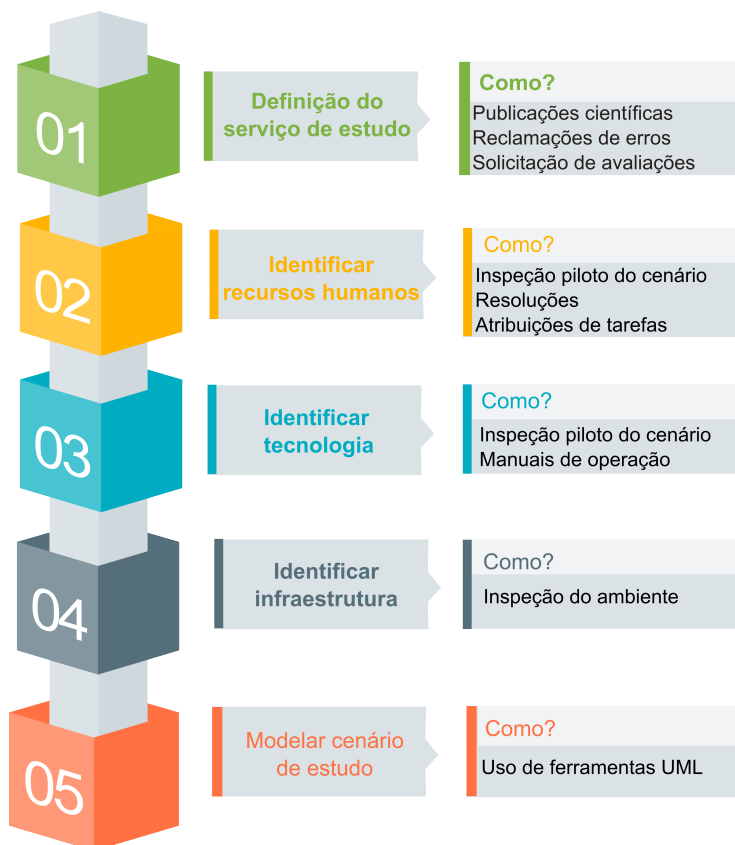 01
Definição do
serviço de estudo
Como?
Publicações científicas
Reclamações de erros
Solicitação de avaliações
02
Identificar
recursos humanos
Como?
Inspeção piloto do cenário
Resoluções
Atribuições de tarefas
03
Identificar
tecnologia
Como?
Inspeção piloto do cenário
Manuais de operação
04
Identificar
infraestrutura
Como?
Inspeção do ambiente
05
Modelar cenário
de estudo
Como?
Uso de ferramentas UML